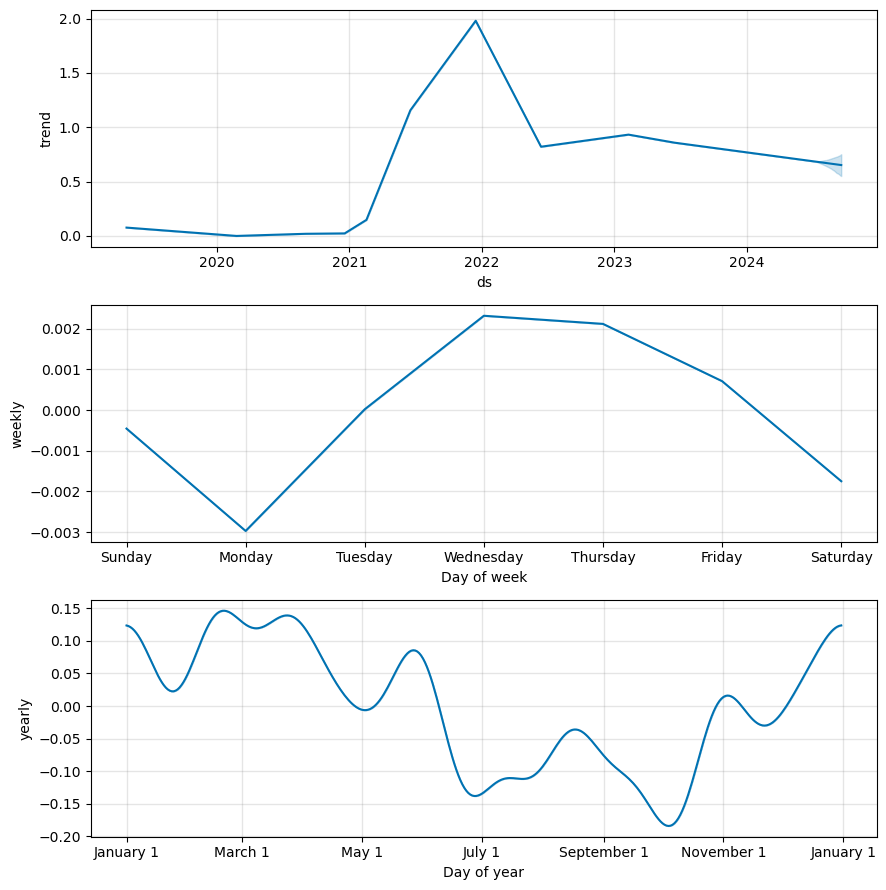 2.0
1.5
1.0
0.5
0.0
trend
2020 2021 2022 2023 2024
ds
0.002
0.001
0.000
−0.001
−0.002
−0.003
weekly
Sunday Monday Tuesday Wednesday Thursday Friday Saturday
Day of week
0.15
0.10
0.05
0.00
−0.05
−0.10
−0.15
−0.20
yearly
January 1 March 1 May 1 July 1 September 1 November 1 January 1
Day of year